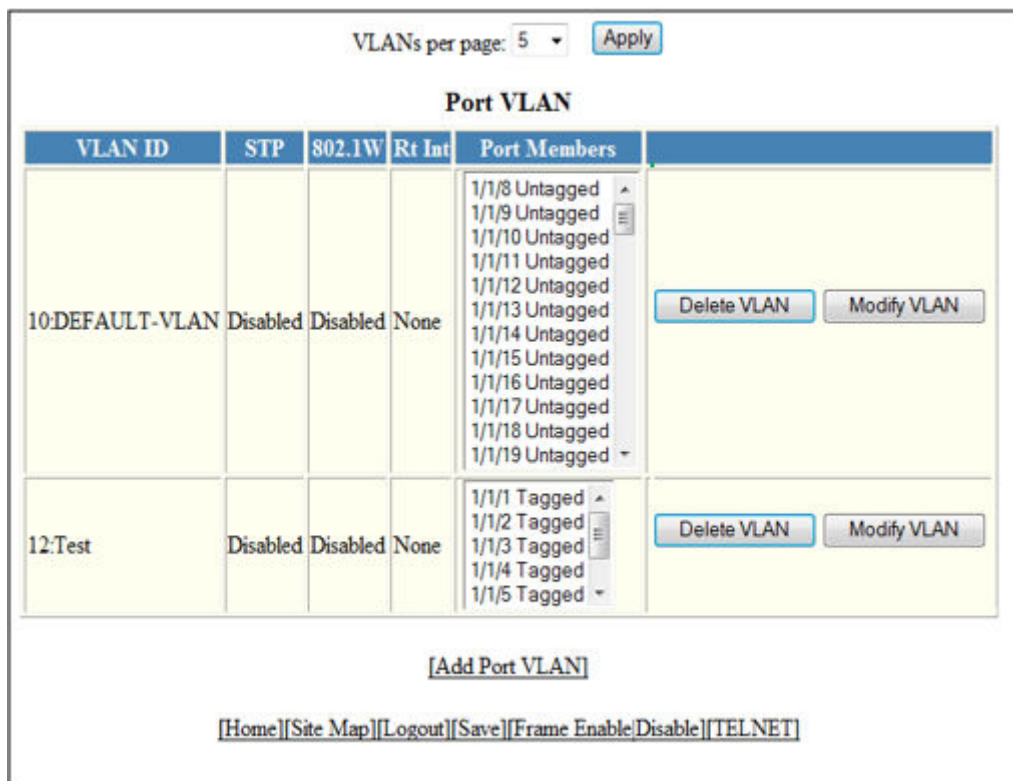 VLANs per page: 5 Apply
Port VLAN
VLAN ID STP 802.1W Rt Int Port Members
10:DEFAULT-VLAN Disabled Disabled None
1/1/8 Untagged
1/1/9 Untagged
1/1/10 Untagged
1/1/11 Untagged
1/1/12 Untagged
1/1/13 Untagged
1/1/14 Untagged
1/1/15 Untagged
1/1/16 Untagged
1/1/17 Untagged
1/1/18 Untagged
1/1/19 Untagged
Delete VLAN Modify VLAN
12:Test Disabled Disabled None
1/1/1 Tagged
1/1/2 Tagged
1/1/3 Tagged
1/1/4 Tagged
1/1/5 Tagged
Delete VLAN Modify VLAN
[Add Port VLAN]
[Home][Site Map][Logout][Save][Frame Enable|Disable][TELNET]